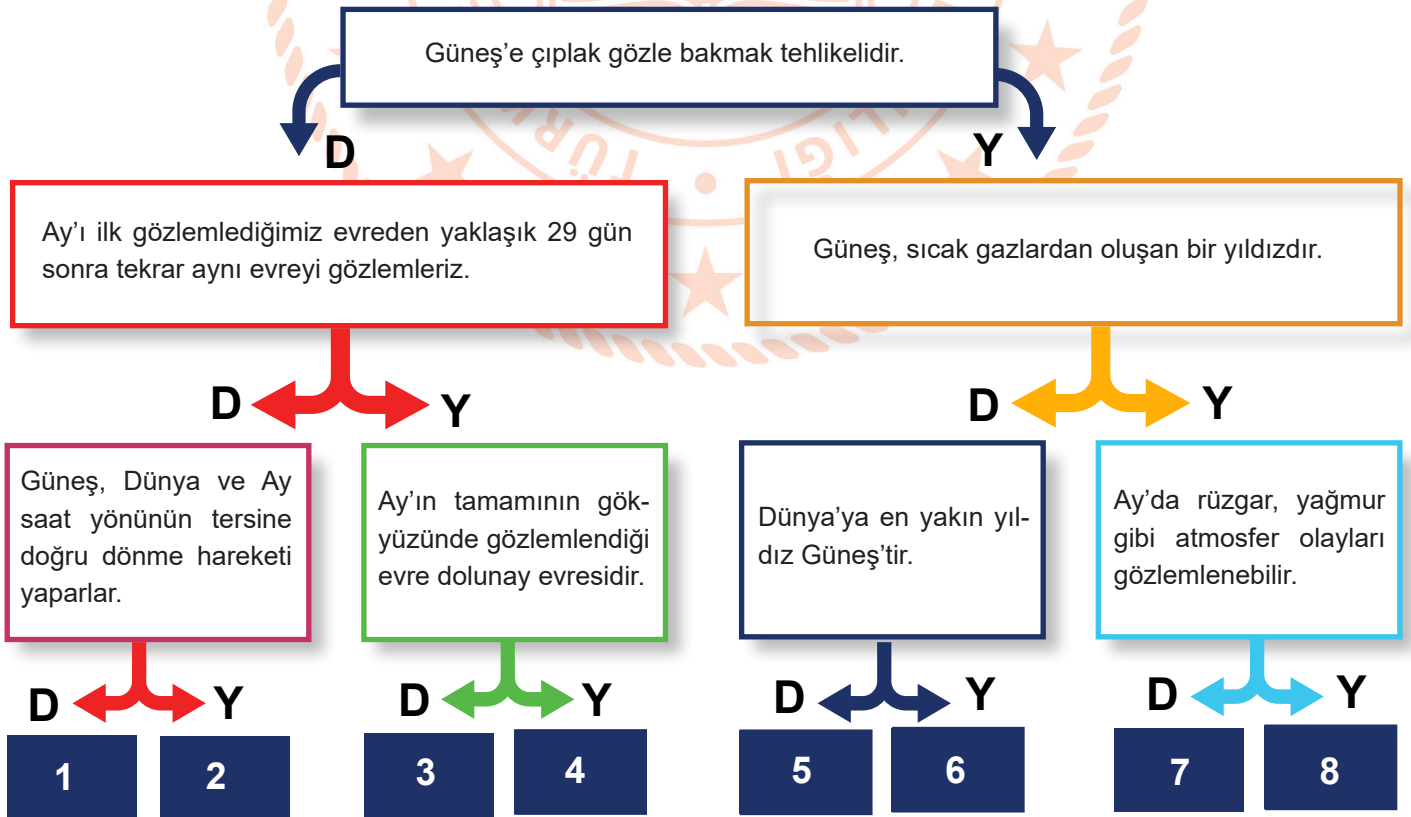 Güneş’e çıplak gözle bakmak tehlikelidir.
D
Y
Ay’ı ilk gözlemlediğimiz evreden yaklaşık 29 gün
sonra tekrar aynı evreyi gözlemleriz.
Güneş, sıcak gazlardan oluşan bir yıldızdır.
D
Y
D
Y
Güneş, Dünya ve Ay
saat yönünün tersine
doğru dönme hareketi
yaparlar.
Ay’ın tamamının gök-
yüzünde gözlemlendiği
evre dolunay evresidir.
Dünya’ya en yakın yıl-
dız Güneş’tir.
Ay’da rüzgar, yağmur
gibi atmosfer olayları
gözlemlenebilir.
D
Y
D
Y
D
Y
D
Y
1
2
3
4
5
6
7
8